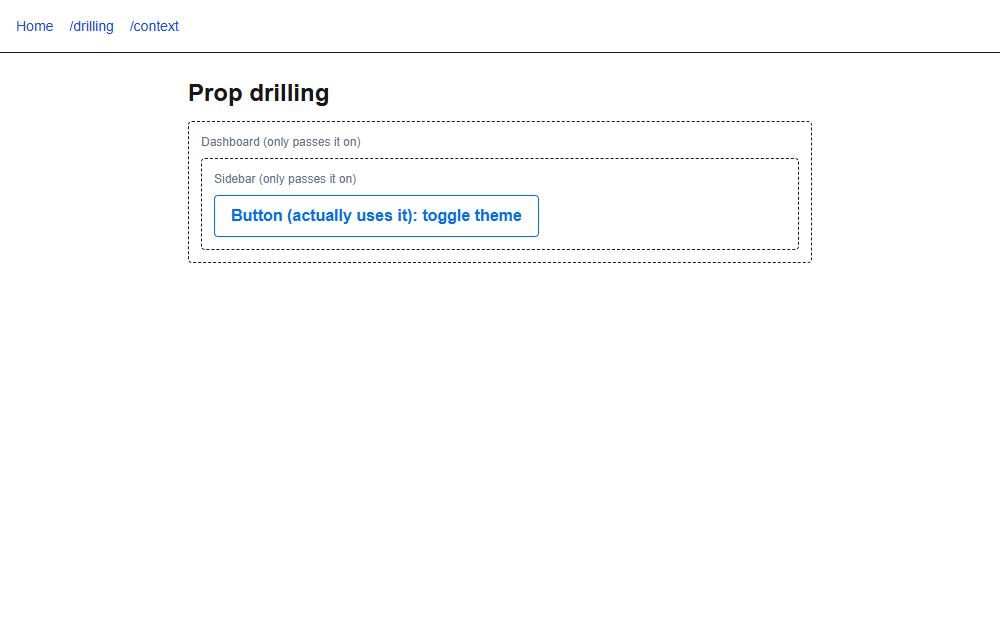 Home /drilling /context
Prop drilling
Dashboard (only passes it on)
Sidebar (only passes it on)
Button (actually uses it): toggle theme